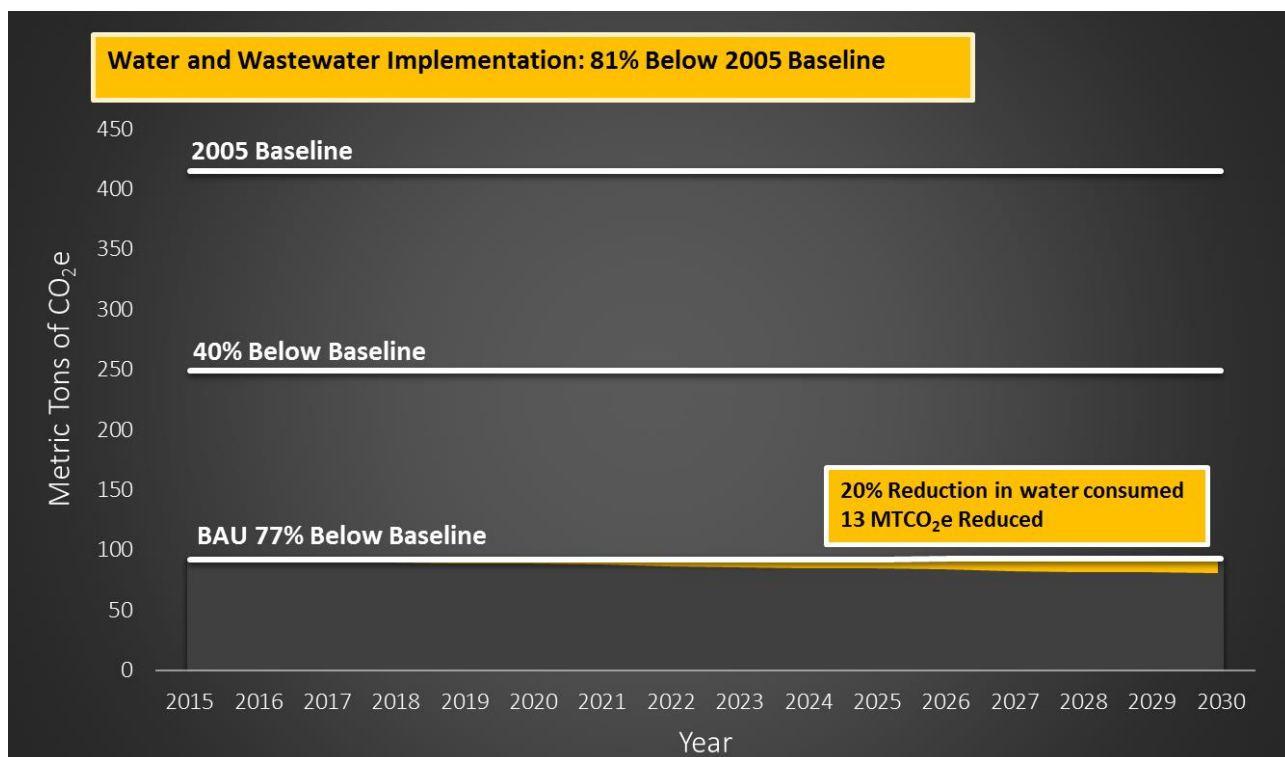 Water and Wastewater Implementation: 81% Below 2005 Baseline
450
2005 Baseline
400
350
300
40% Below Baseline
250
200
150
20% Reduction in water consumed
13 MTCO₂e Reduced
BAU 77% Below Baseline
100
50
0
Metric Tons of CO₂e
2015 2016 2017 2018 2019 2020 2021 2022 2023 2024 2025 2026 2027 2028 2029 2030
Year